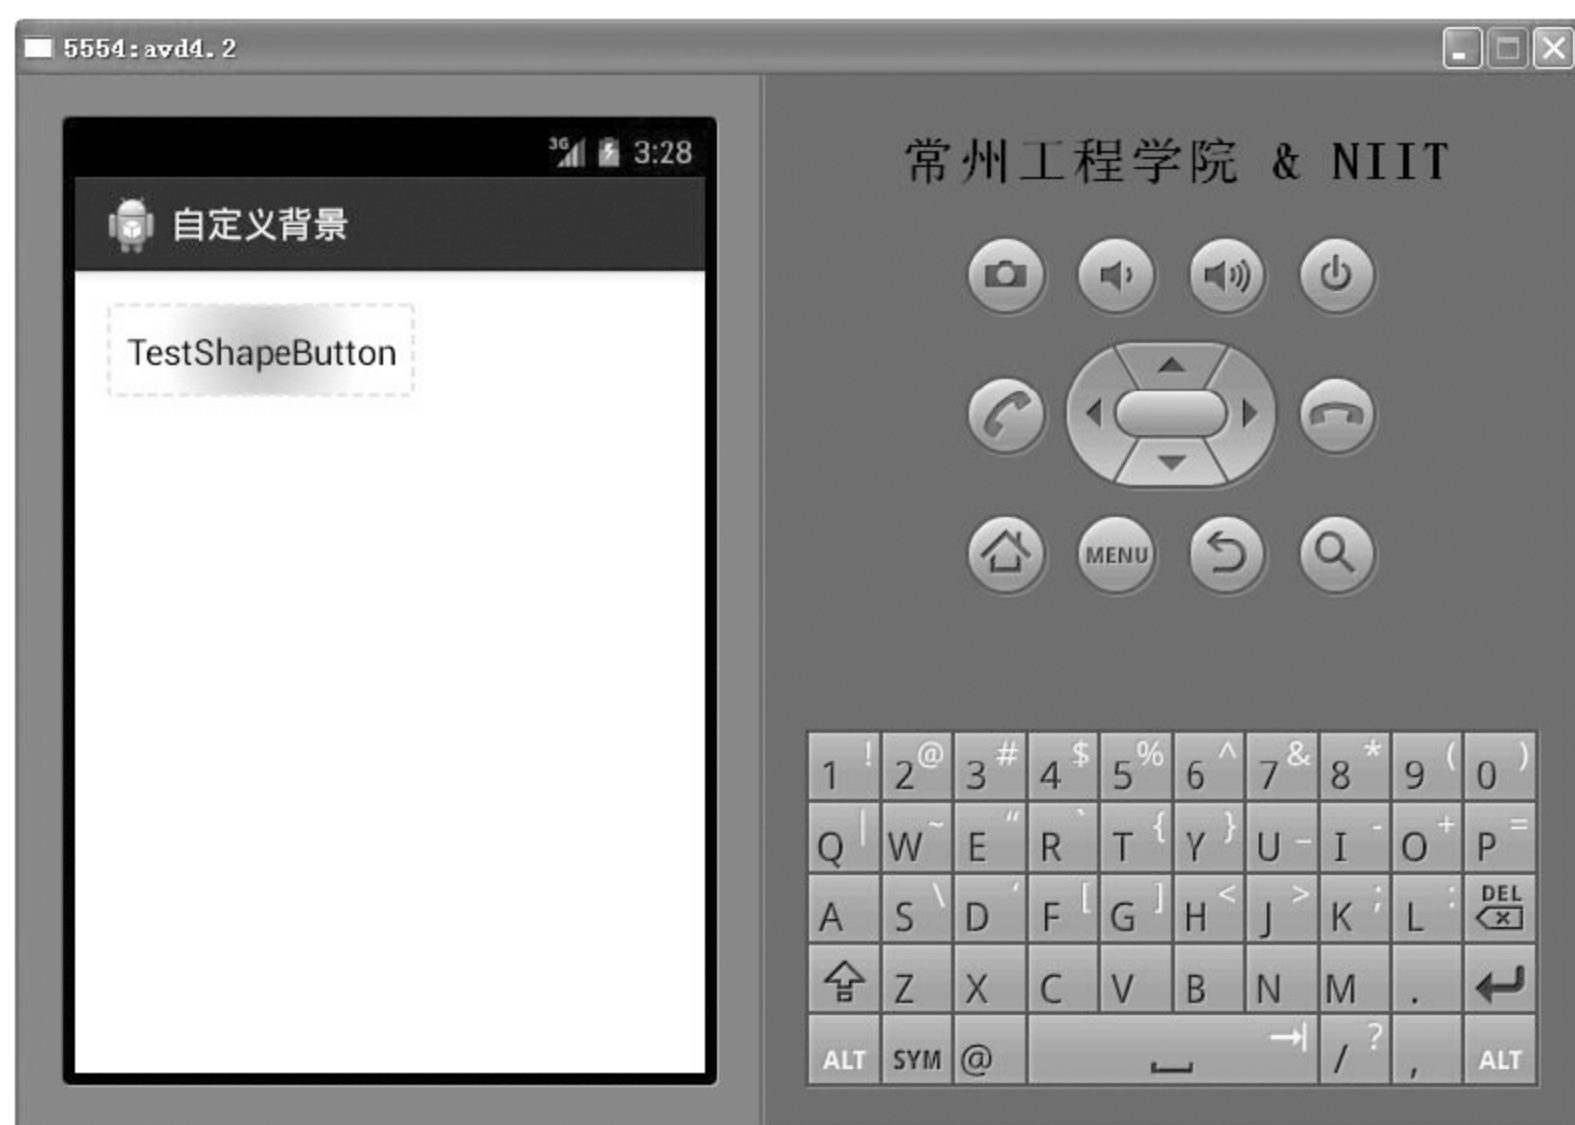 5554:avd4.2
3G 3:28
自定义背景
TestShapeButton
常州工程学院 & NIIT
MENU
1 ! 2 @ 3 # 4 $ 5 % 6 ^ 7 & 8 * 9 ( 0 )
Q | W ~ E “ R ` T { Y } U _ I - O + P =
A S \ D ‘ F [ G ] H < J > K ; L : DEL
Z X C V B N M .
ALT SYM @ / ? , ALT